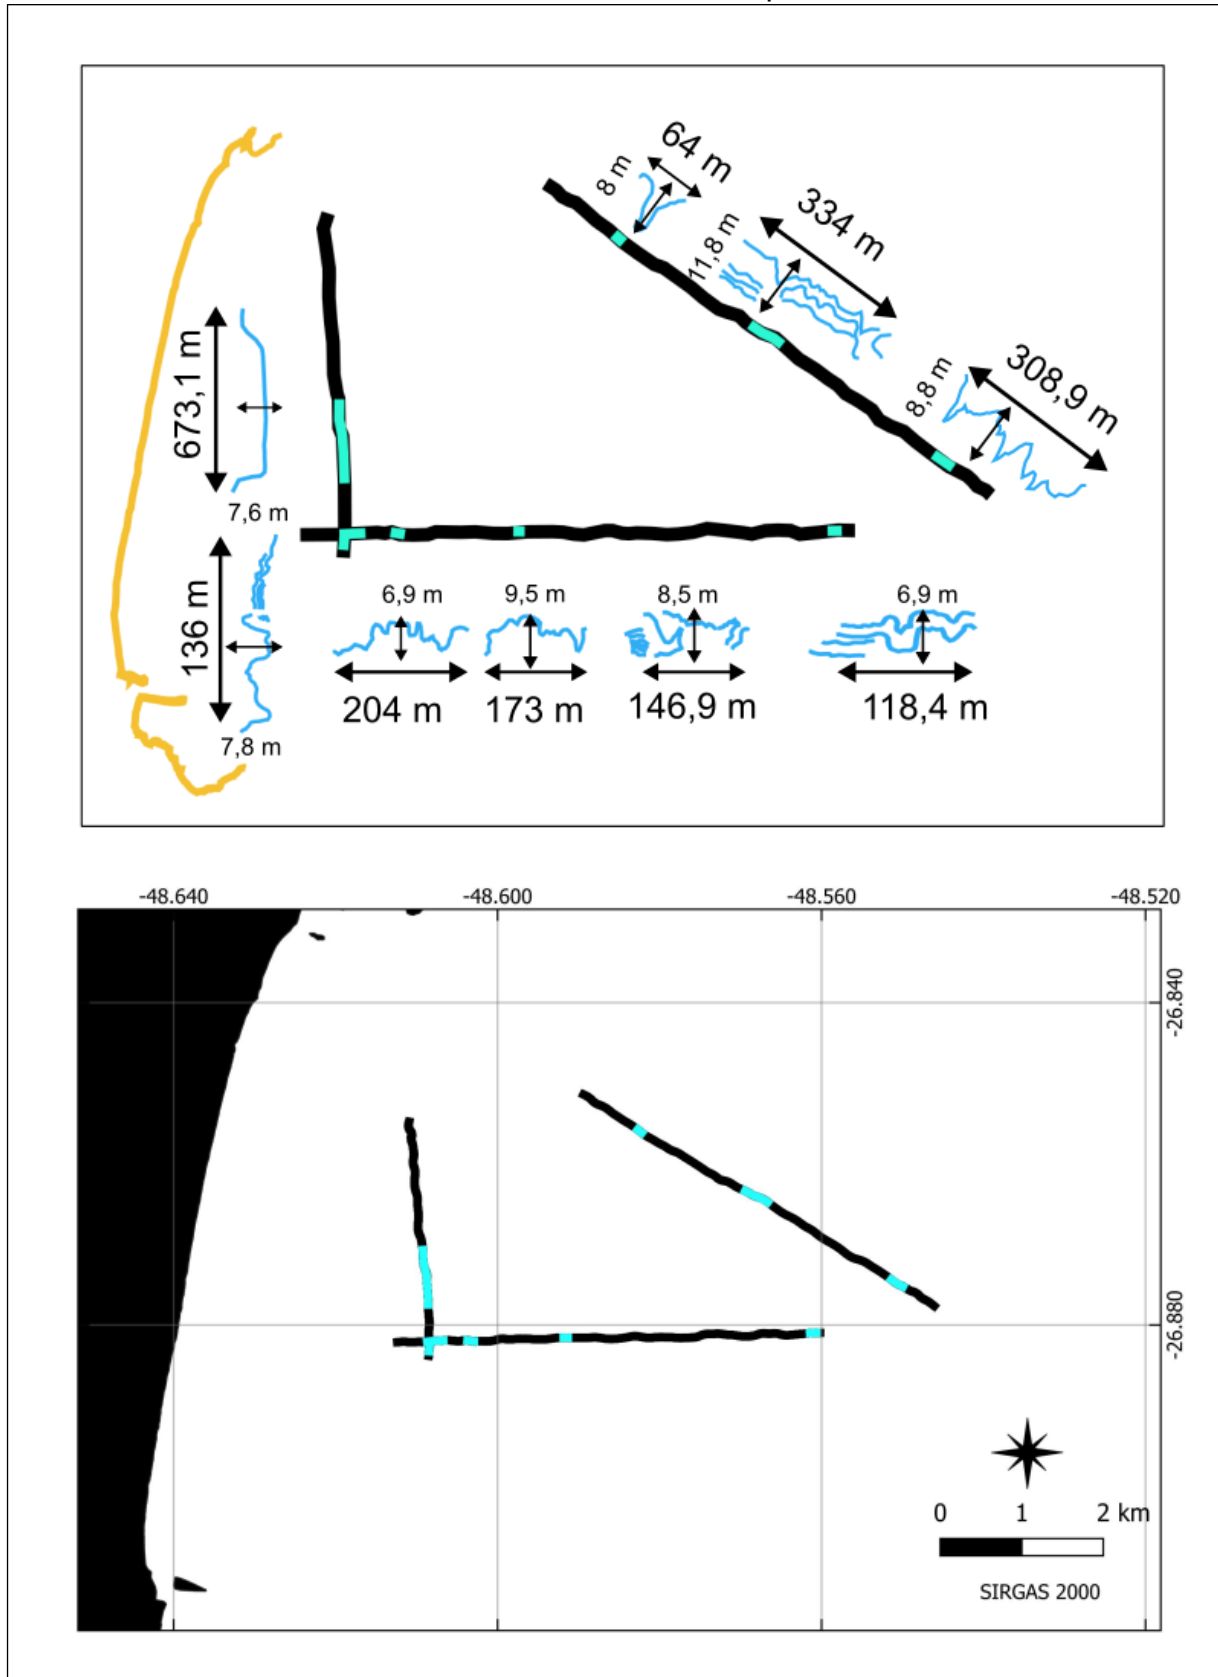 64 m
8 m
334 m
11,8 m
308,9 m
8,8 m
673,1 m
7,6 m
136 m
7,8 m
6,9 m 9,5 m 8,5 m 6,9 m
204 m 173 m 146,9 m 118,4 m
-48.640 -48.600 -48.560 -48.520
-26.840
-26.880
0 1 2 km
SIRGAS 2000